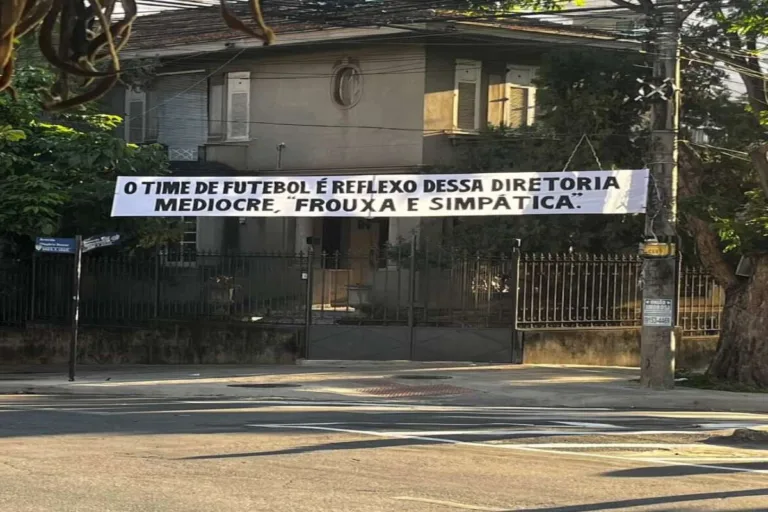 O TIME DE FUTEBOL É REFLEXO DESSA DIRETORIA
MEDIOCRE, "FROUXA E SIMPÁTICA".